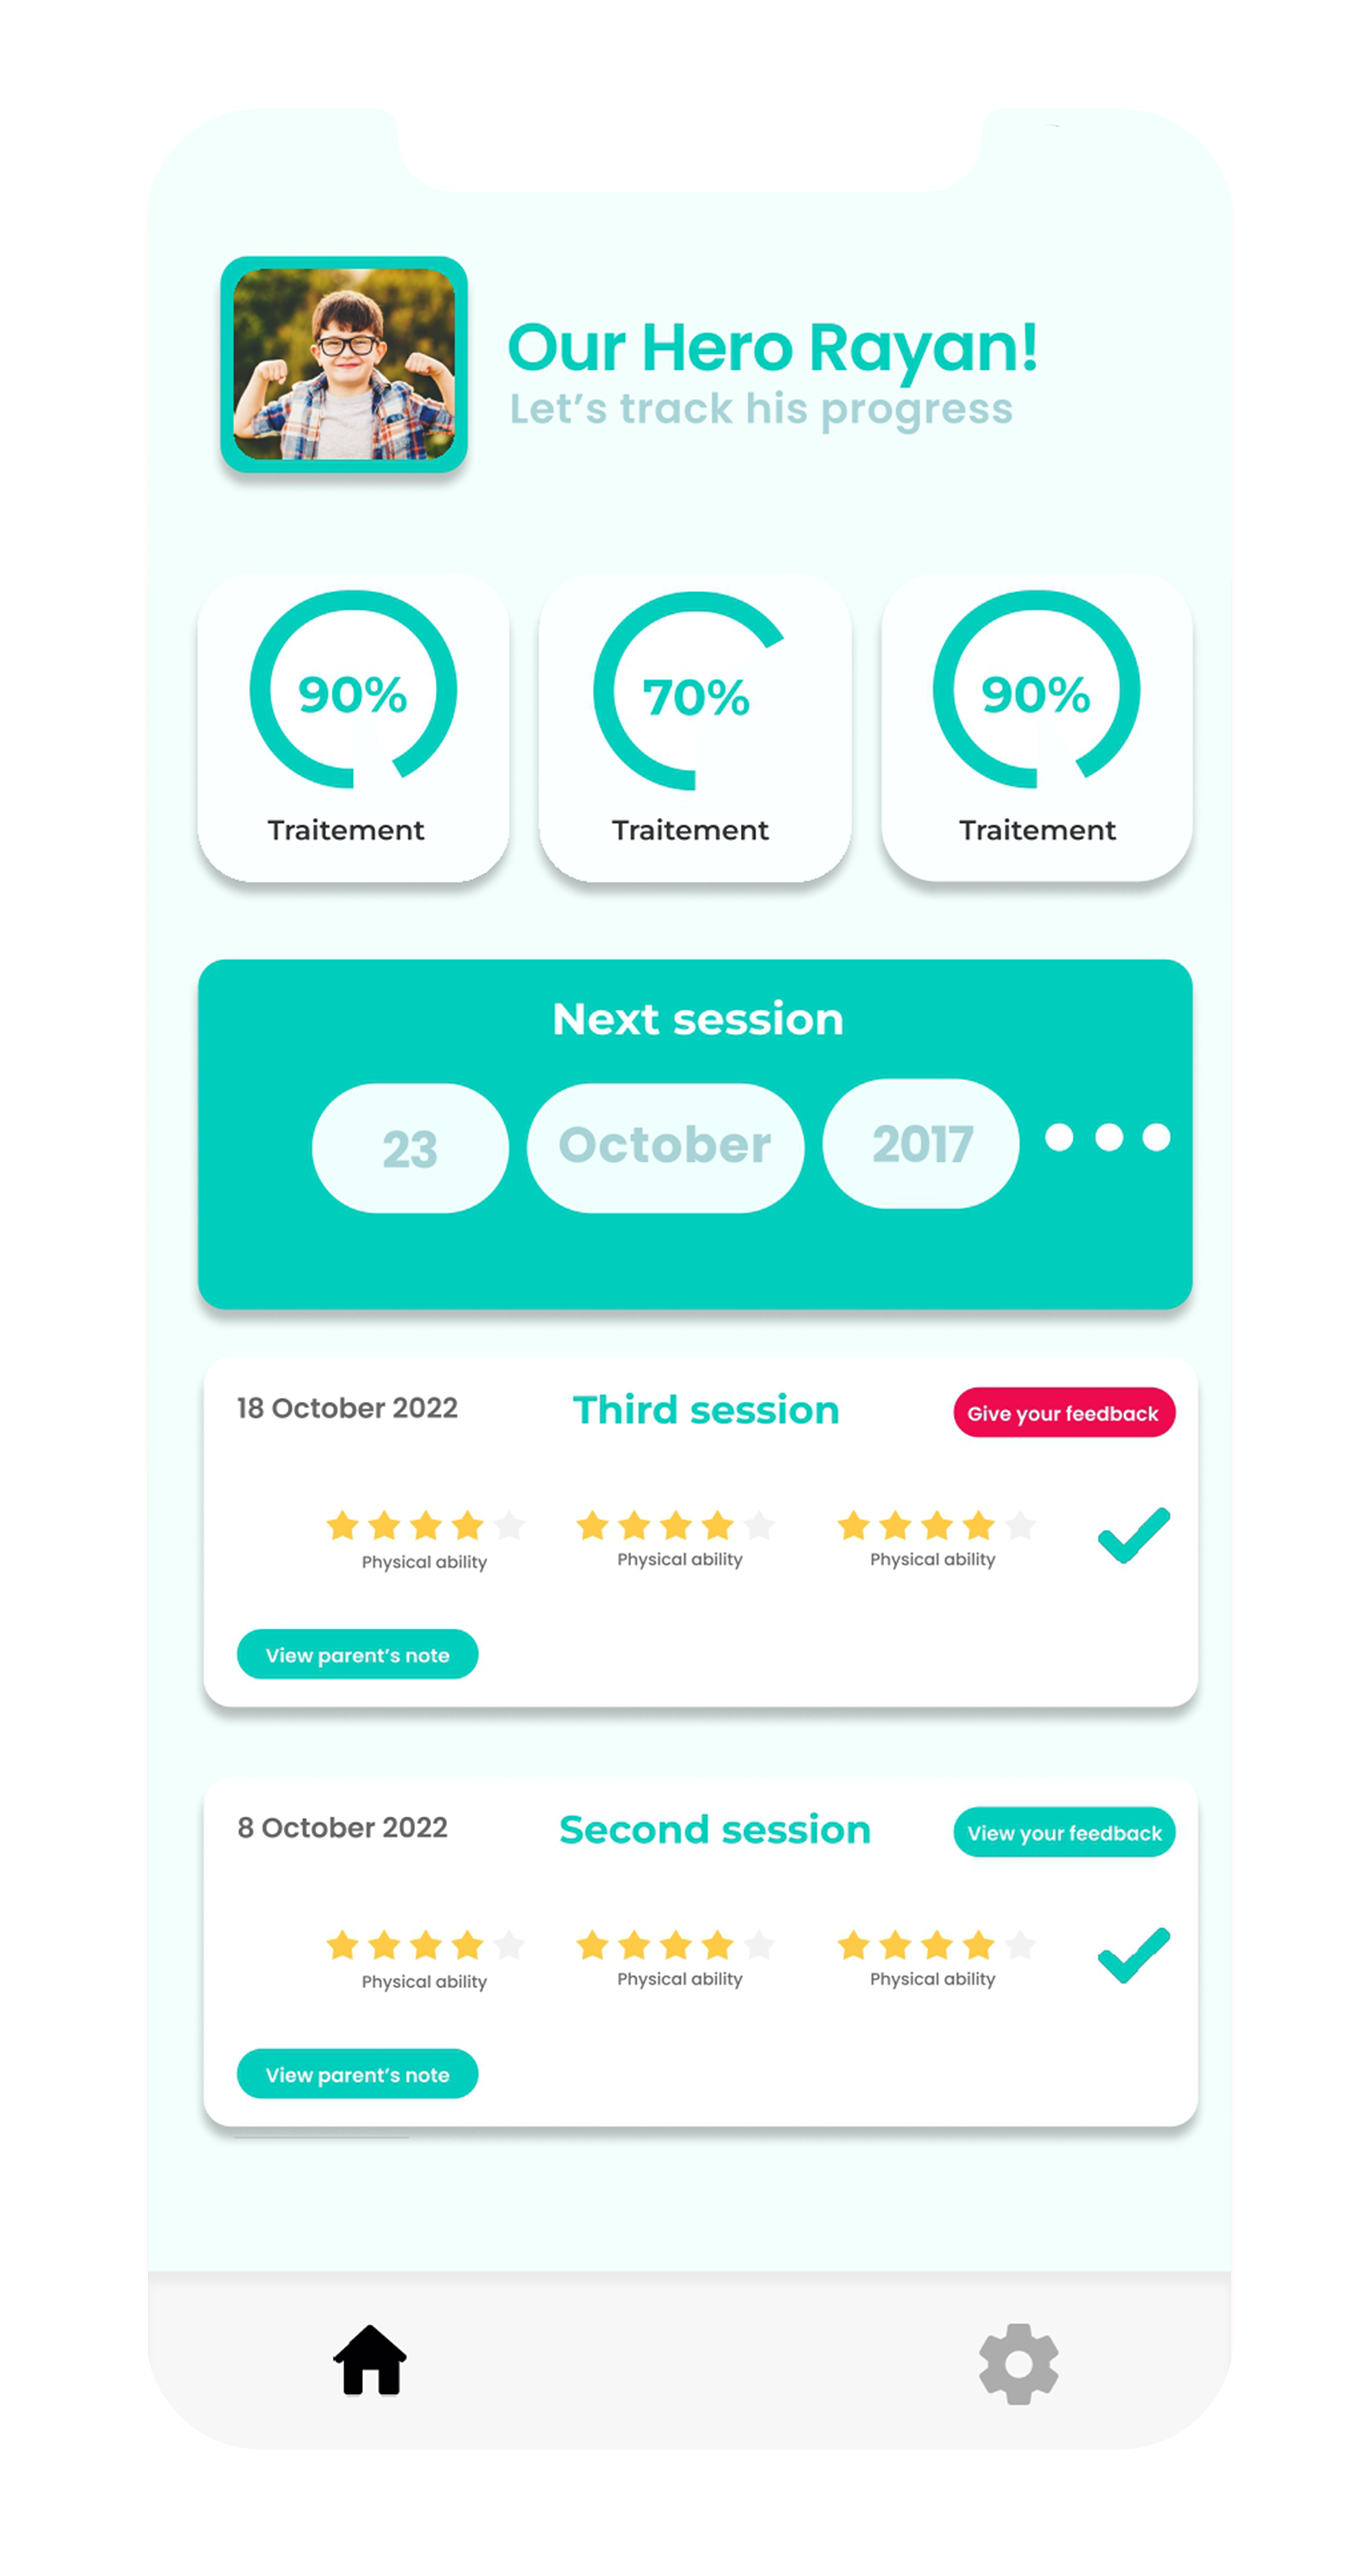 Our Hero Rayan!
Let's track his progress
90%
70%
90%
Traitement
Traitement
Traitement
Next session
23
October
2017
18 October 2022
Third session
Give your feedback
Physical ability
Physical ability
Physical ability
View parent's note
8 October 2022
Second session
View your feedback
Physical ability
Physical ability
Physical ability
View parent's note